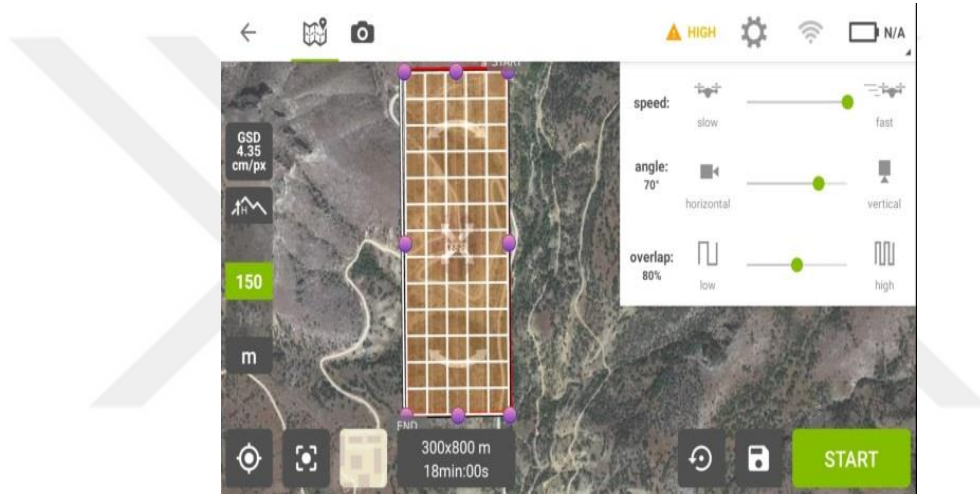 HIGH
N/A
START
speed:
slow
fast
GSD
4.35
cm/px
angle:
70°
horizontal
vertical
overlap:
80%
low
high
150
m
END
300x800 m
18min:00s
START